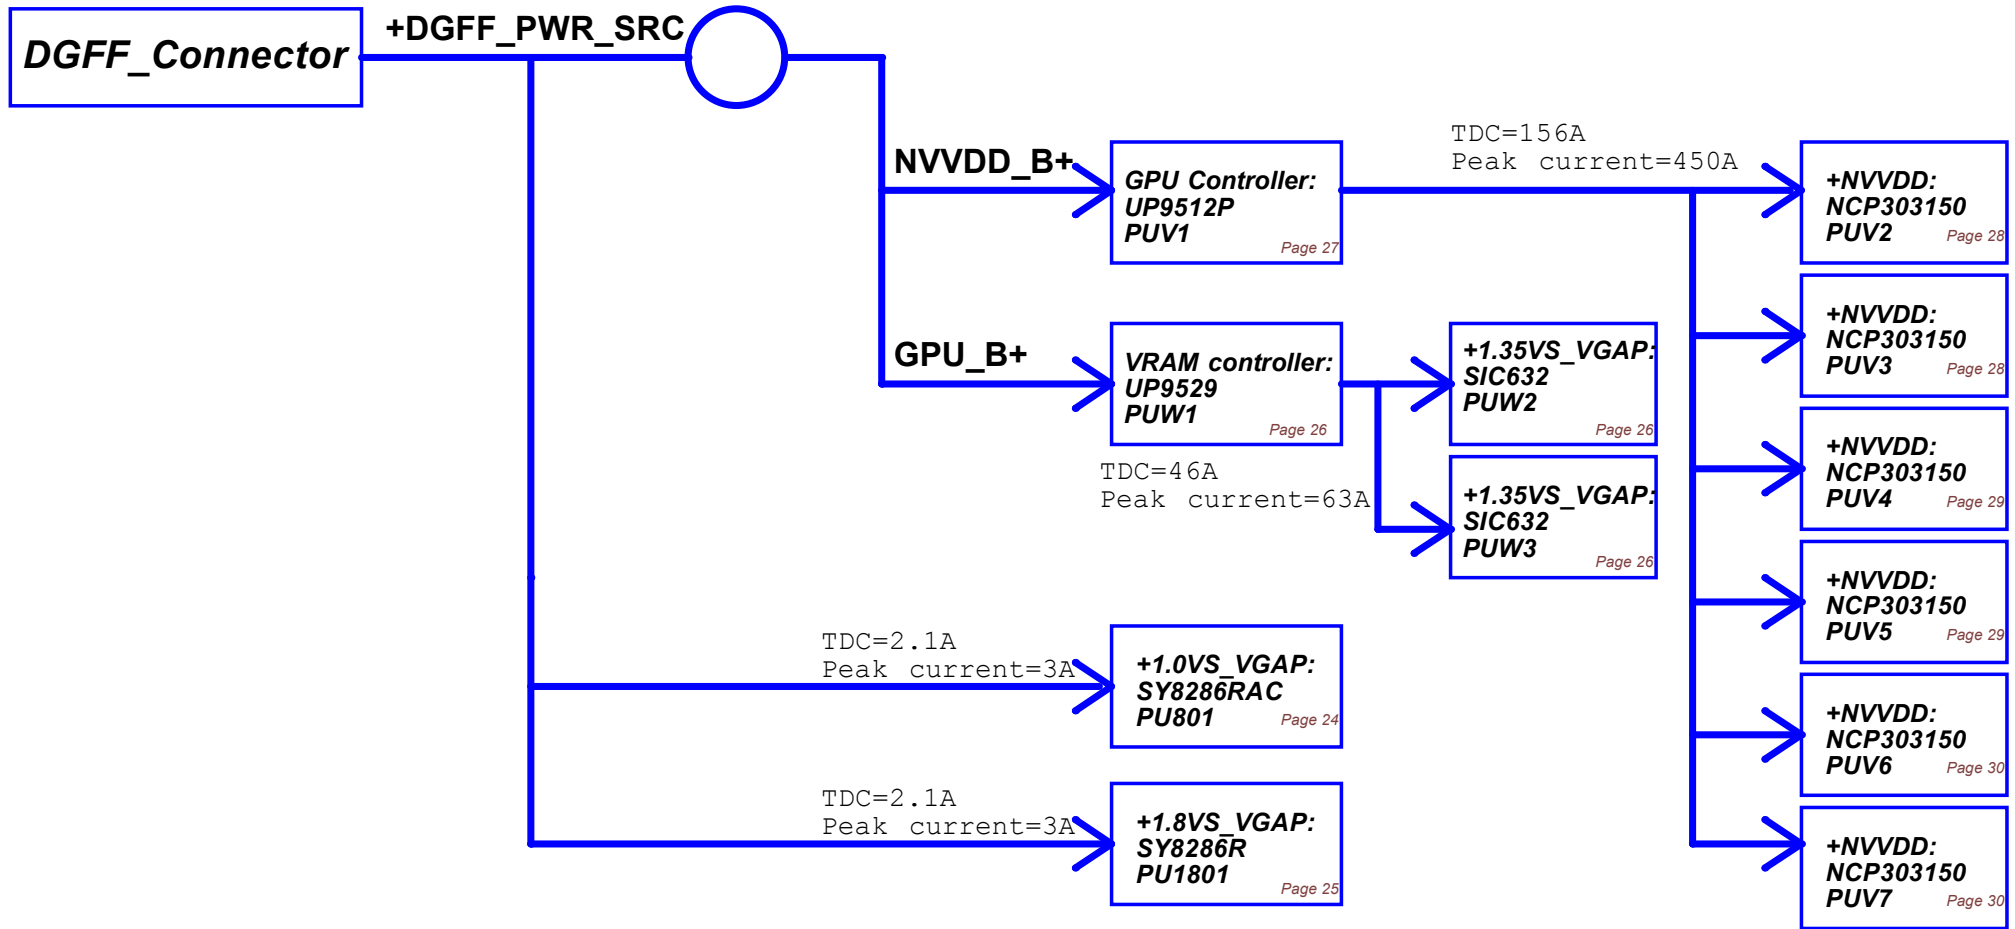 DGFF_Connector
+DGFF_PWR_SRC
NVVDD_B+
GPU Controller:
UP9512P
PUV1
Page 27
TDC=156A
Peak current=450A
+NVVDD:
NCP303150
PUV2
Page 28
+NVVDD:
NCP303150
PUV3
Page 28
GPU_B+
VRAM controller:
UP9529
PUW1
Page 26
TDC=46A
Peak current=63A
+1.35VS_VGAP:
SIC632
PUW2
Page 26
+1.35VS_VGAP:
SIC632
PUW3
Page 26
+NVVDD:
NCP303150
PUV4
Page 29
+NVVDD:
NCP303150
PUV5
Page 29
TDC=2.1A
Peak current=3A
+1.0VS_VGAP:
SY8286RAC
PU801
Page 24
+NVVDD:
NCP303150
PUV6
Page 30
TDC=2.1A
Peak current=3A
+1.8VS_VGAP:
SY8286R
PU1801
Page 25
+NVVDD:
NCP303150
PUV7
Page 30